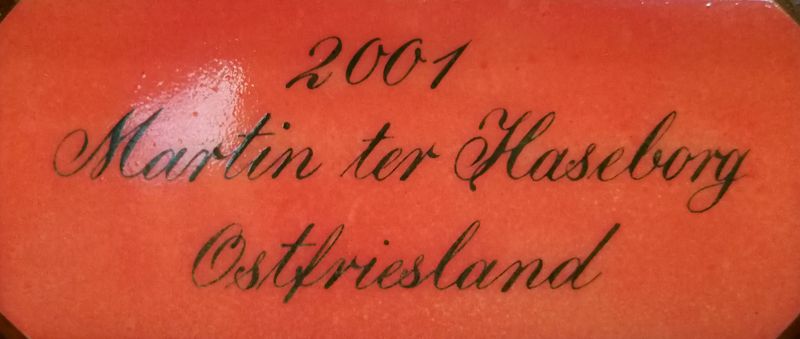 2001
Martin ter Haseborg
Ostfriesland